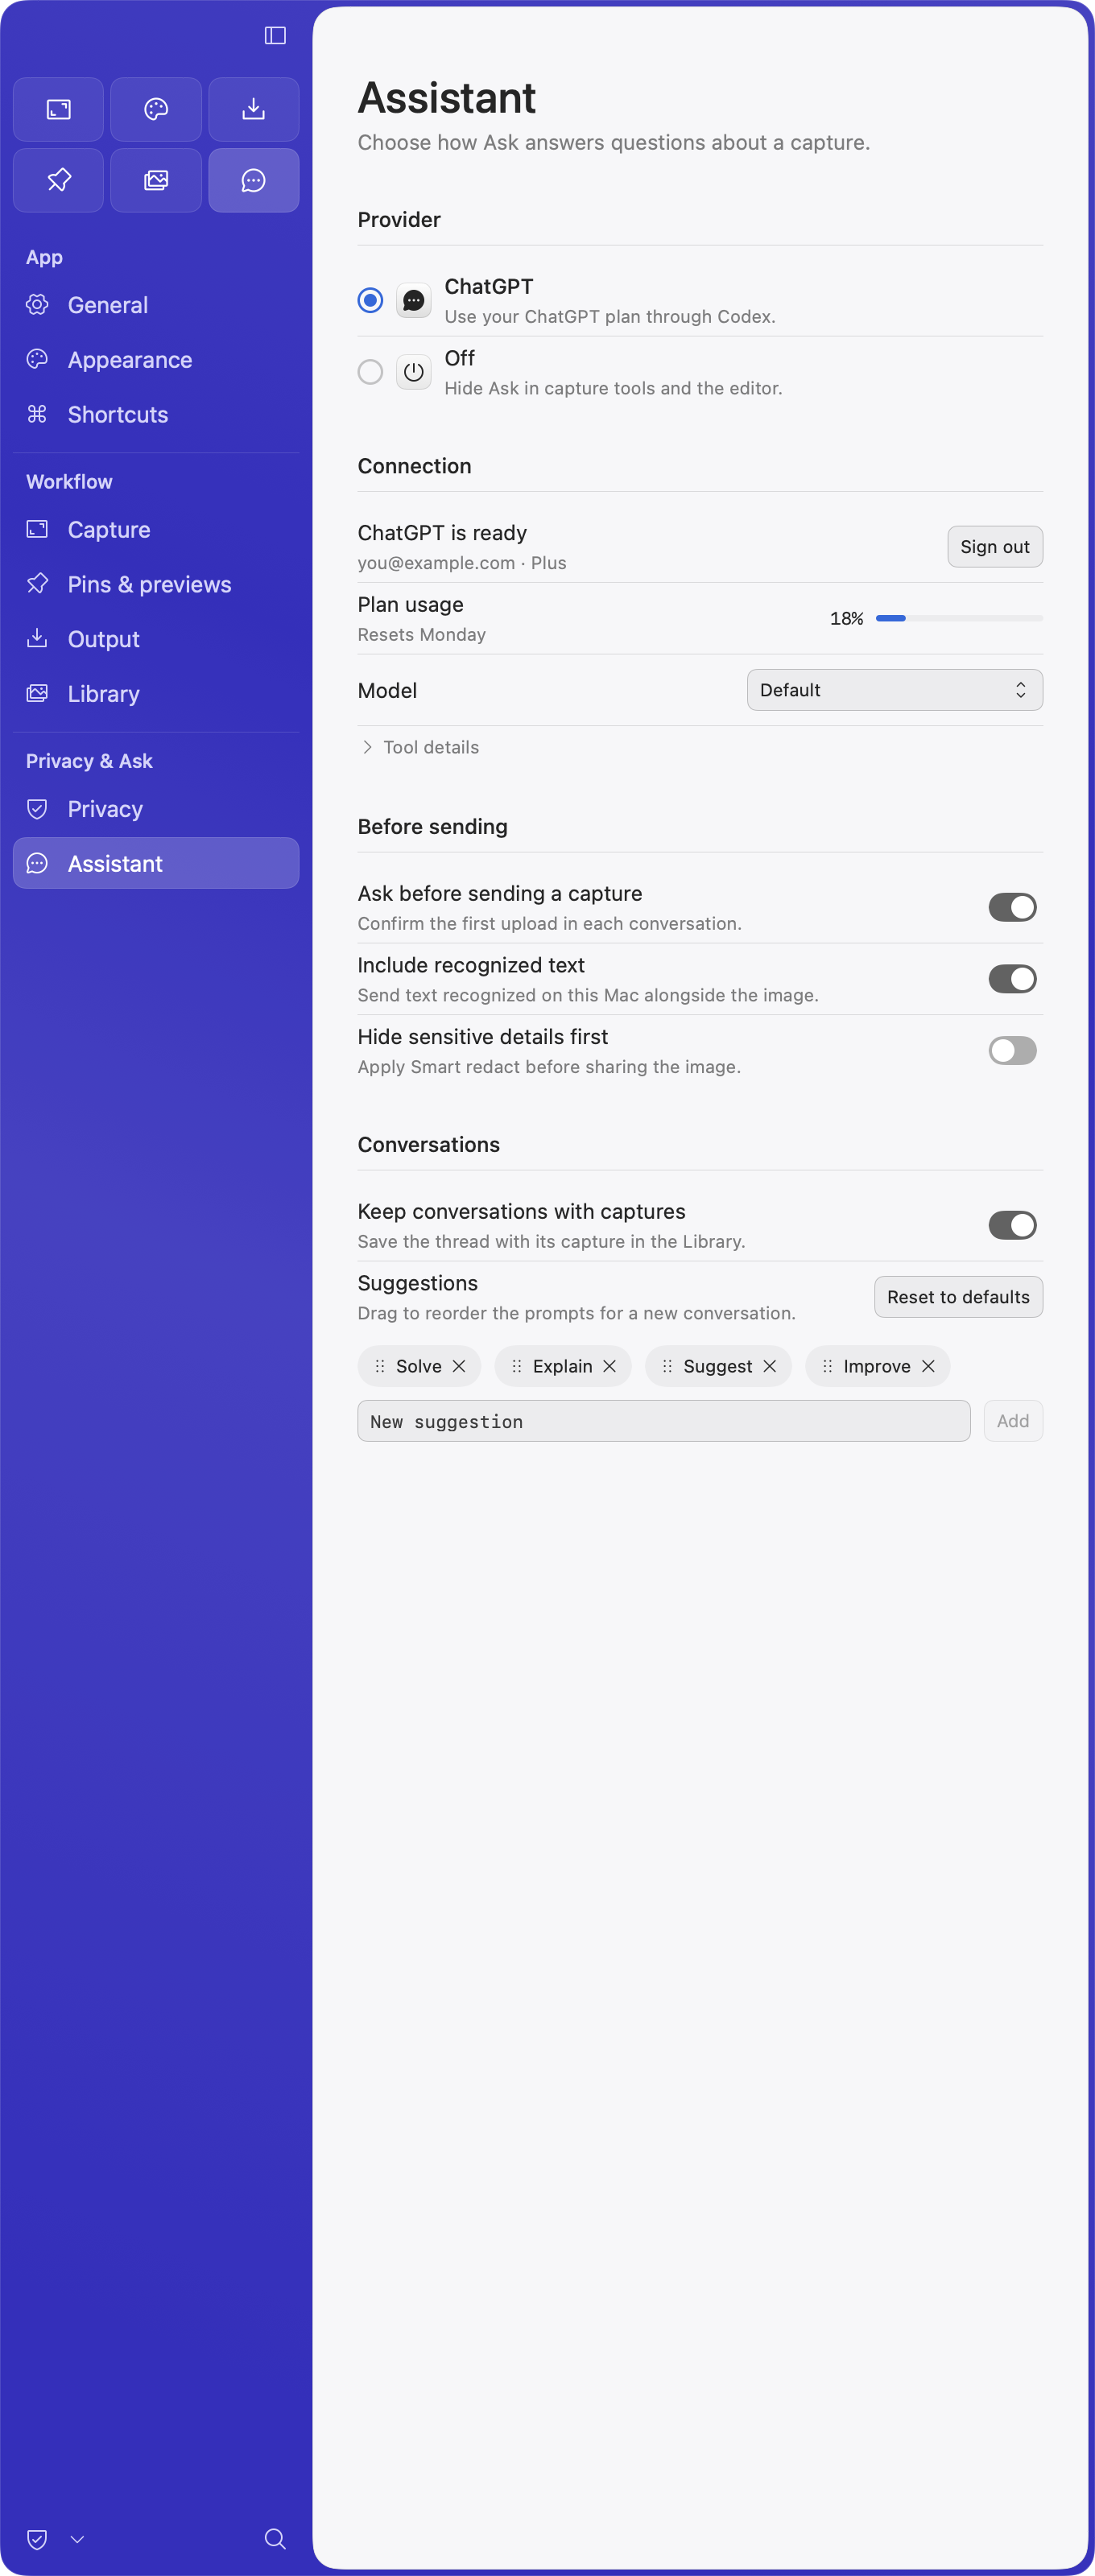 App
General
Appearance
Shortcuts
Workflow
Capture
Pins & previews
Output
Library
Privacy & Ask
Privacy
Assistant
Assistant
Choose how Ask answers questions about a capture.
Provider
ChatGPT
Use your ChatGPT plan through Codex.
Off
Hide Ask in capture tools and the editor.
Connection
ChatGPT is ready
you@example.com · Plus
Sign out
Plan usage
Resets Monday
18%
Model
Default
Tool details
Before sending
Ask before sending a capture
Confirm the first upload in each conversation.
Include recognized text
Send text recognized on this Mac alongside the image.
Hide sensitive details first
Apply Smart redact before sharing the image.
Conversations
Keep conversations with captures
Save the thread with its capture in the Library.
Suggestions
Drag to reorder the prompts for a new conversation.
Reset to defaults
Solve
Explain
Suggest
Improve
New suggestion
Add